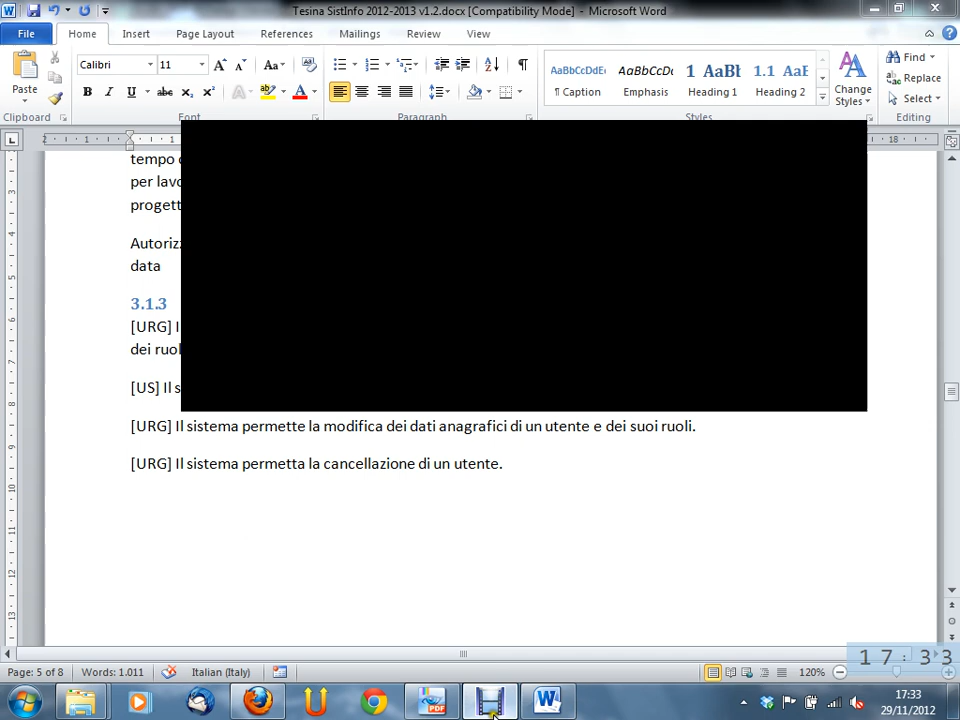 Tesina SistInfo 2012-2013 v1.2.docx [Compatibility Mode] - Microsoft Word
File Home Insert Page Layout References Mailings Review View
Calibri 11
Paste
AaBbCcDdEe AaBbCcDc AaBb 1.1 AaE
¶ Caption Emphasis Heading 1 Heading 2
Change Styles
Find
Replace
Select
Clipboard Font Paragraph Styles Editing
tempo
per lavo
progett
Autoriz
data
3.1.3
[URG] I
dei ruol
[US] Il s
[URG] Il sistema permette la modifica dei dati anagrafici di un utente e dei suoi ruoli.
[URG] Il sistema permetta la cancellazione di un utente.
17:33
Page: 5 of 8 Words: 1.011 Italian (Italy) 120%
17:33
29/11/2012